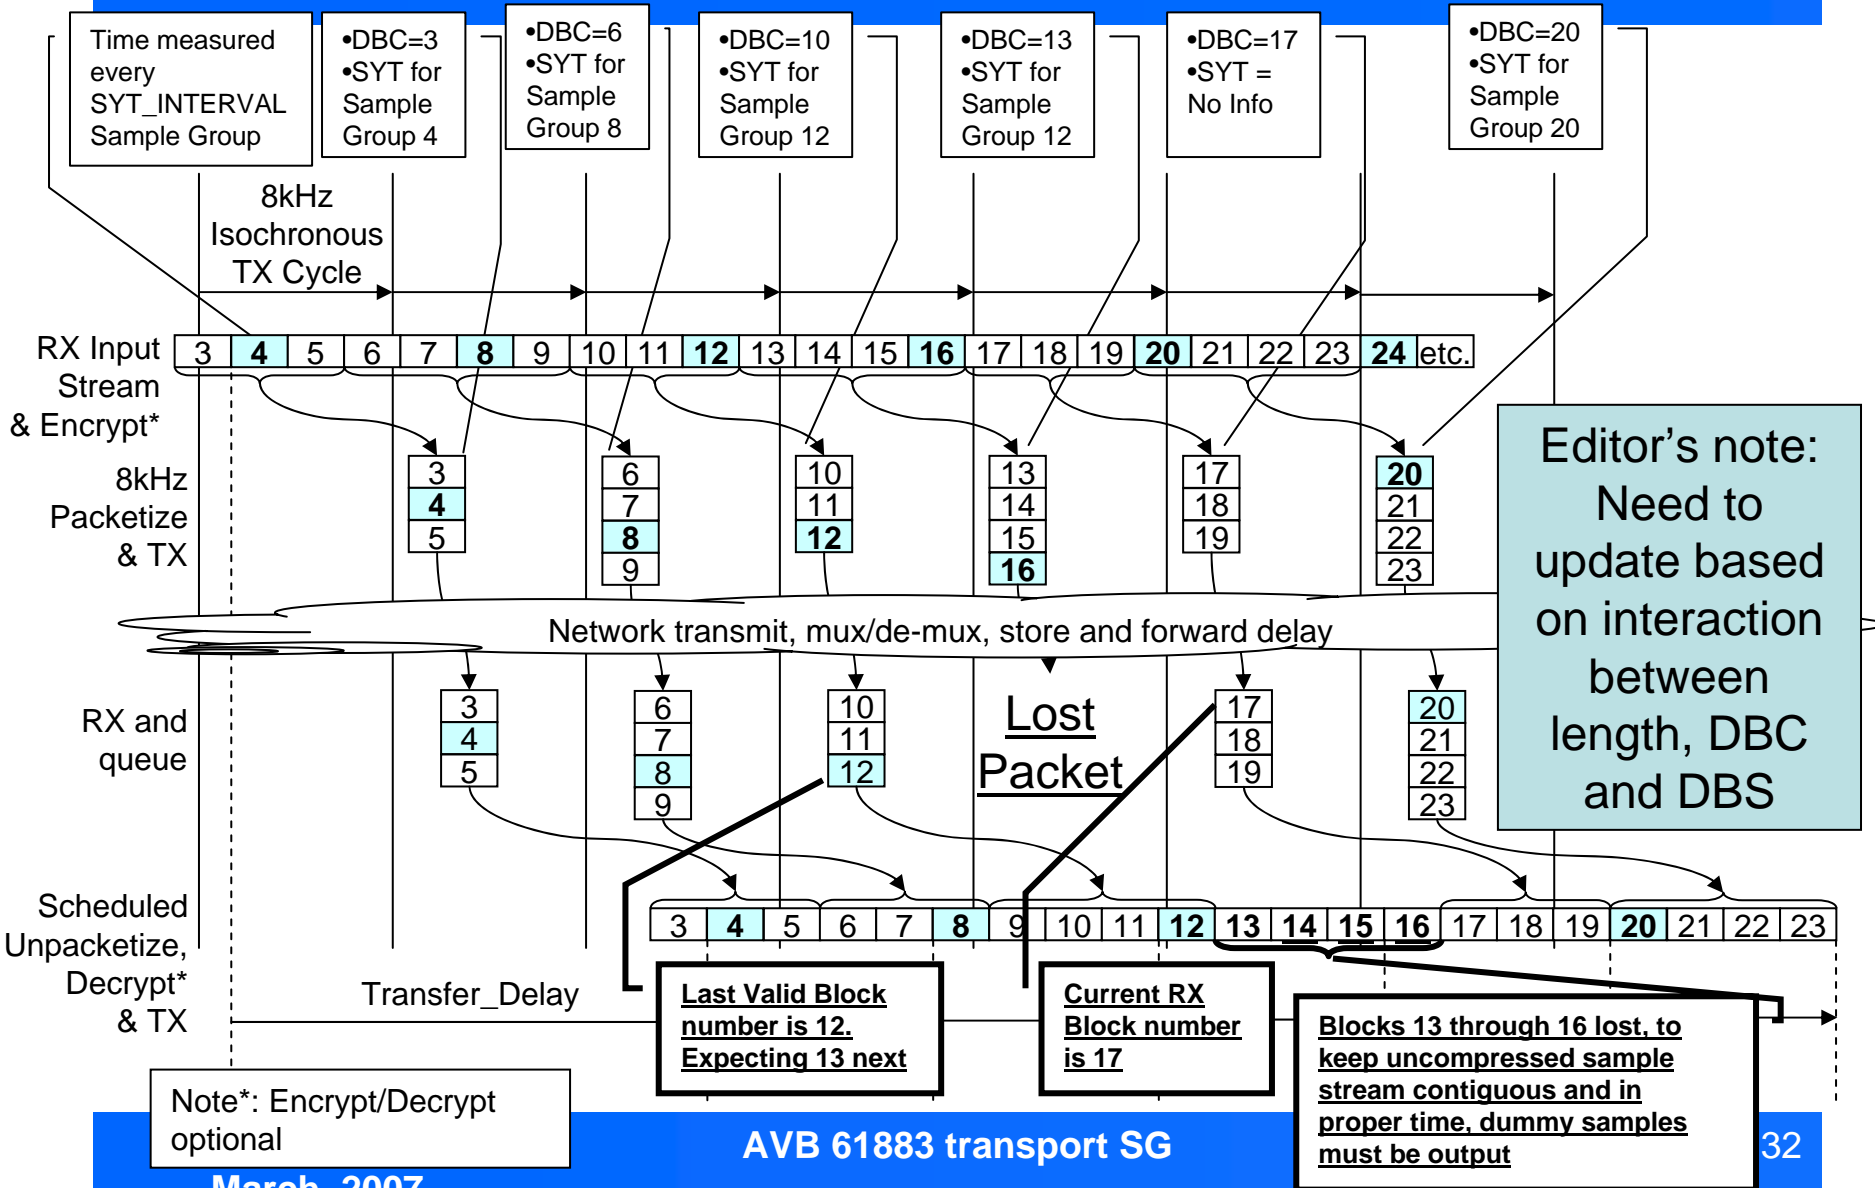 Time measured
every
SYT_INTERVAL
Sample Group
•DBC=3
•SYT for
Sample
Group 4
•DBC=6
•SYT for
Sample
Group 8
•DBC=10
•SYT for
Sample
Group 12
•DBC=13
•SYT for
Sample
Group 12
•DBC=17
•SYT =
No Info
•DBC=20
•SYT for
Sample
Group 20
8kHz
Isochronous
TX Cycle
RX Input
Stream
& Encrypt*
3 4 5 6 7 8 9 10 11 12 13 14 15 16 17 18 19 20 21 22 23 24 etc.
8kHz
Packetize
& TX
3
4
5
6
7
8
9
10
11
12
13
14
15
16
17
18
19
20
21
22
23
Editor’s note:
Need to
update based
on interaction
between
length, DBC
and DBS
Network transmit, mux/de-mux, store and forward delay
RX and
queue
3
4
5
6
7
8
9
10
11
12
Lost
Packet
17
18
19
20
21
22
23
Scheduled
Unpacketize,
Decrypt*
& TX
3 4 5 6 7 8 9 10 11 12 13 14 15 16 17 18 19 20 21 22 23
Transfer_Delay
Last Valid Block
number is 12.
Expecting 13 next
Current RX
Block number
is 17
Blocks 13 through 16 lost, to
keep uncompressed sample
stream contiguous and in
proper time, dummy samples
must be output
Note*: Encrypt/Decrypt
optional
AVB 61883 transport SG
32
March, 2007